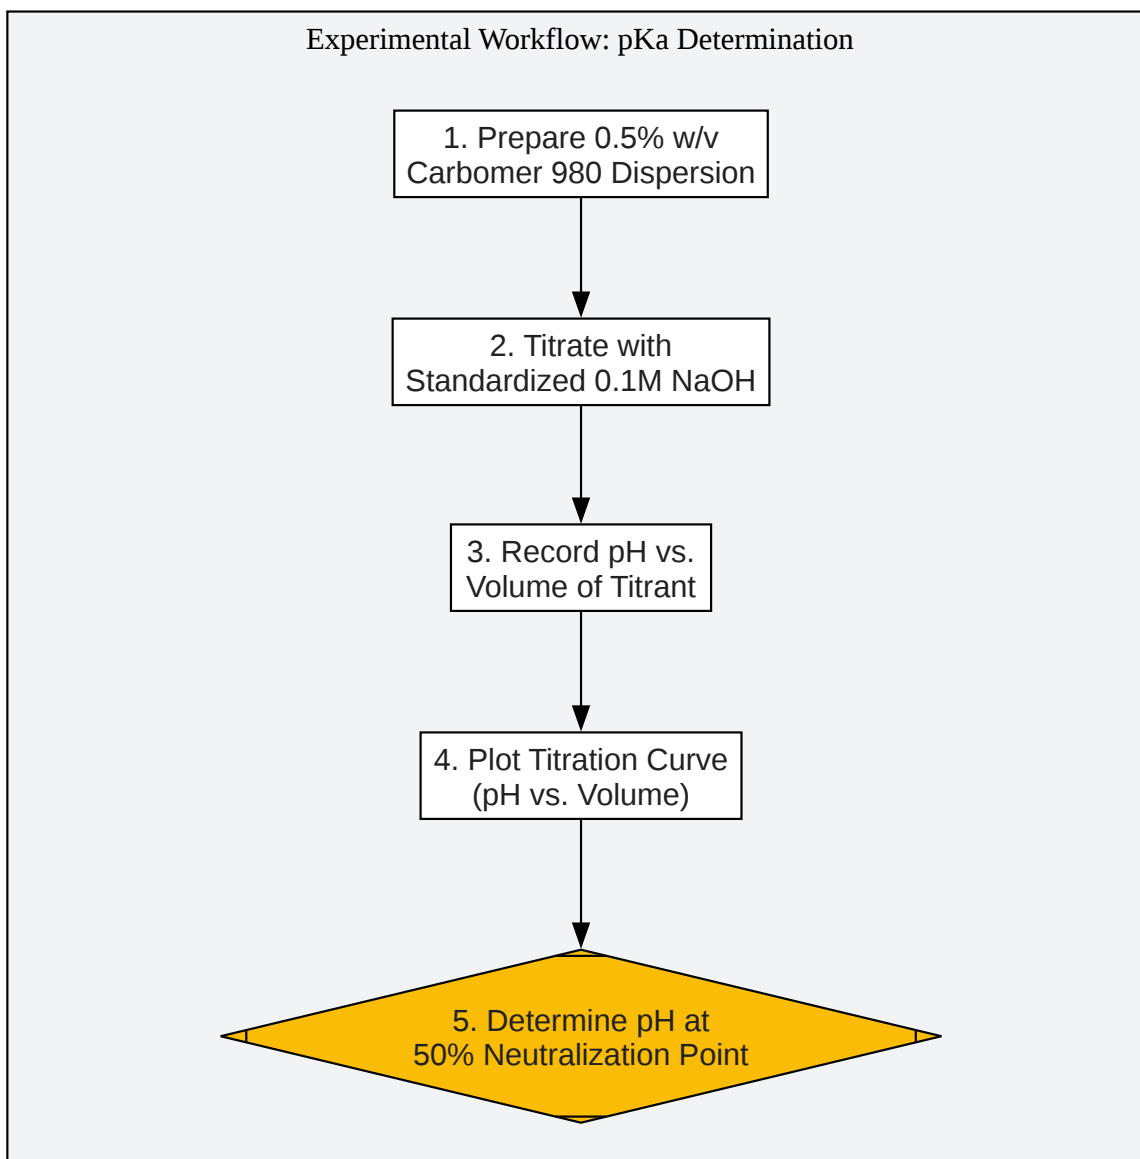 Experimental Workflow: pKa Determination
1. Prepare 0.5% w/v
Carbomer 980 Dispersion
2. Titrate with
Standardized 0.1M NaOH
3. Record pH vs.
Volume of Titrant
4. Plot Titration Curve
(pH vs. Volume)
5. Determine pH at
50% Neutralization Point